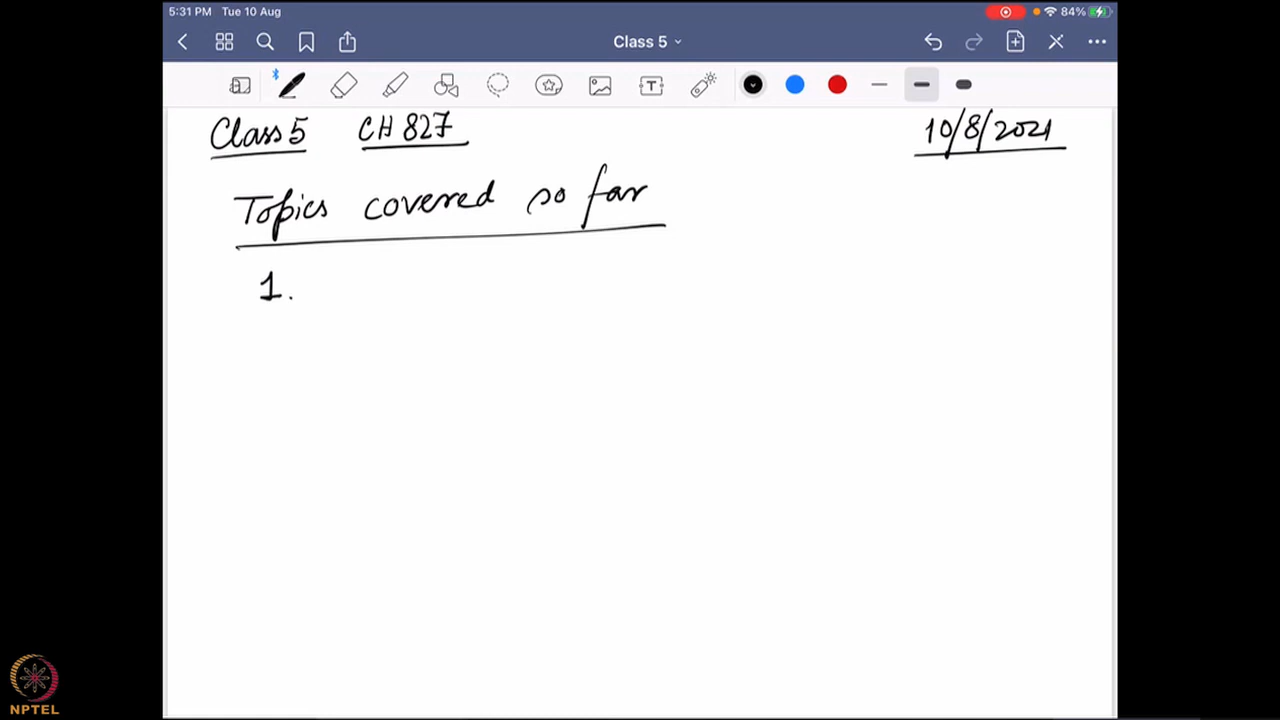 5:31 PM Tue 10 Aug 84%
Class 5
T
Class 5 CH 827 10/8/2021
Topics covered so far
1.
NPTEL